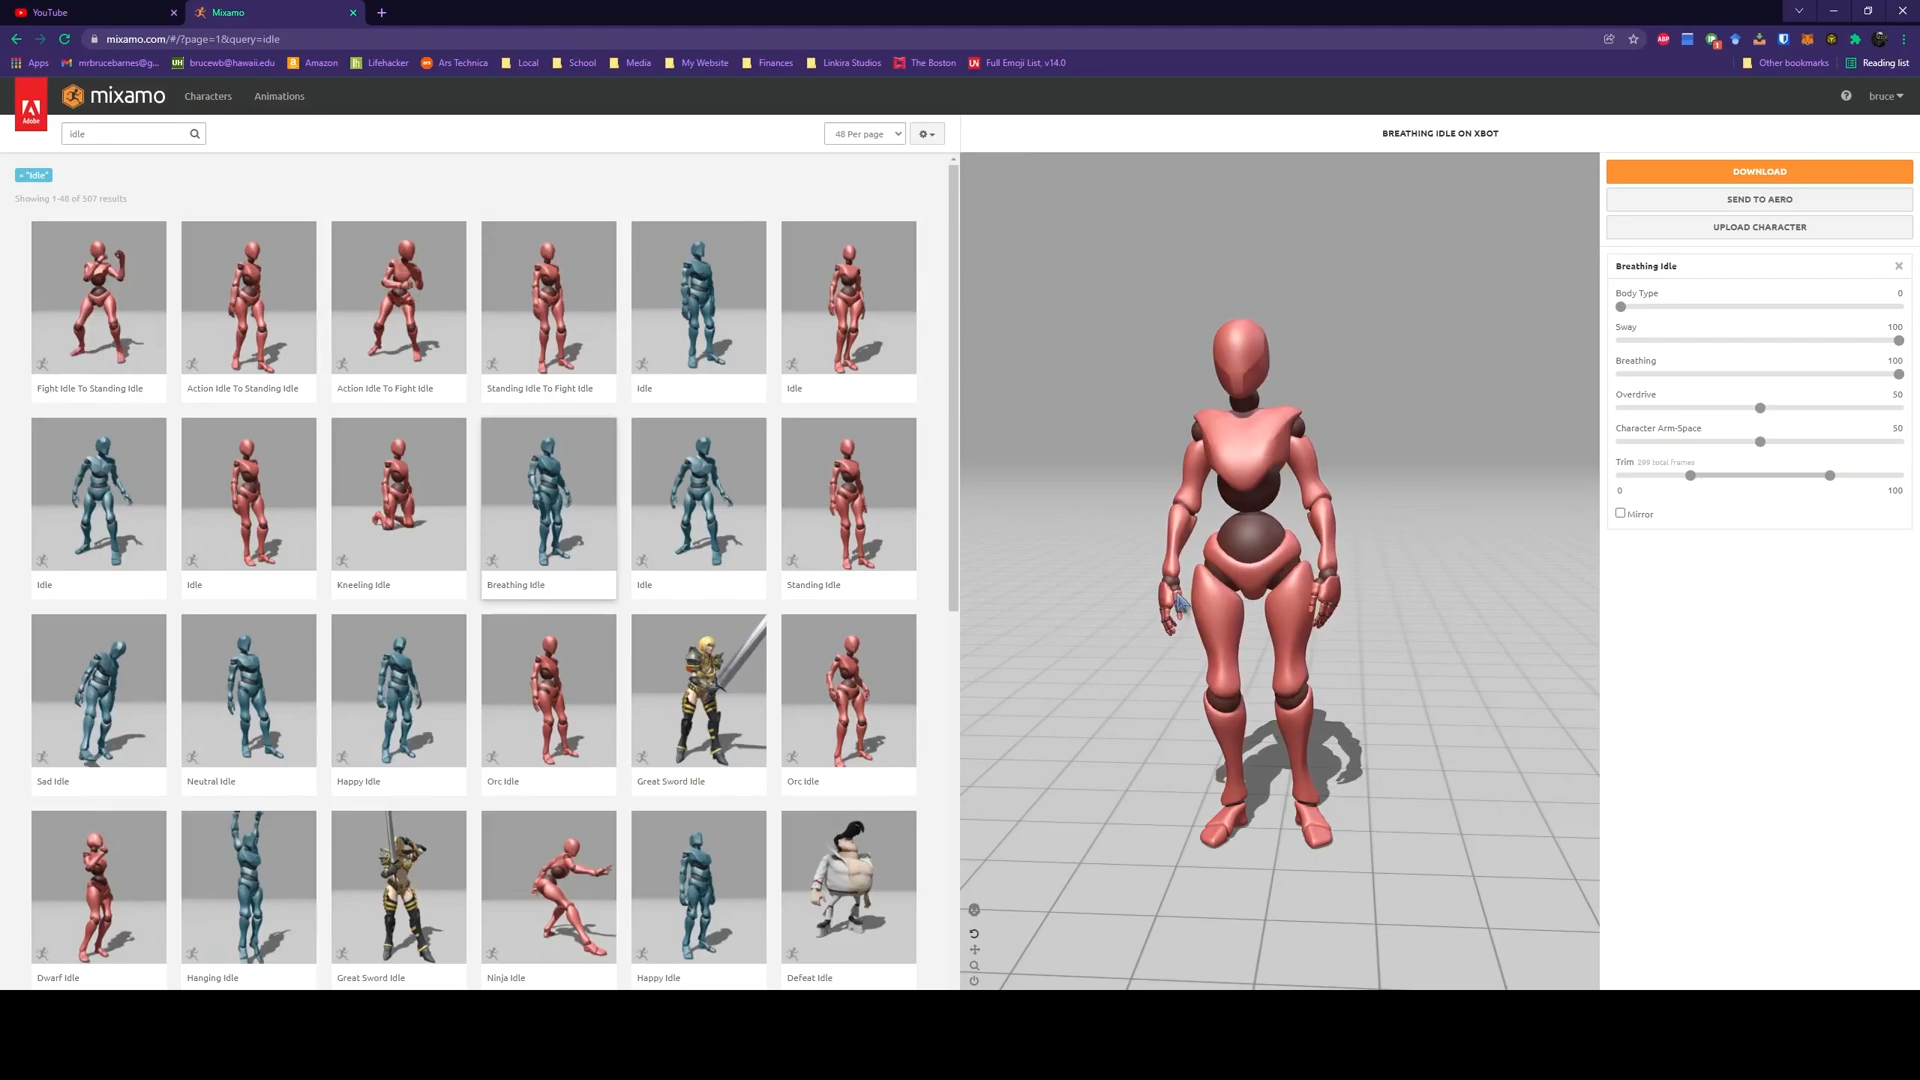 YouTube
Mixamo
mixamo.com/#/?page=1&query=idle
Apps
mrbrucebarnes@g...
UH brucewb@hawaii.edu
Amazon
Lifehacker
Ars Technica
Local
School
Media
My Website
Finances
Linkira Studios
The Boston
Full Emoji List, v14.0
Other bookmarks
Reading list
Adobe
mixamo
Characters
Animations
bruce
idle
48 Per page
BREATHING IDLE ON XBOT
× "Idle"
Showing 1-48 of 507 results
Fight Idle To Standing Idle
Action Idle To Standing Idle
Action Idle To Fight Idle
Standing Idle To Fight Idle
Idle
Idle
Idle
Idle
Kneeling Idle
Breathing Idle
Idle
Standing Idle
Sad Idle
Neutral Idle
Happy Idle
Orc Idle
Great Sword Idle
Orc Idle
Dwarf Idle
Hanging Idle
Great Sword Idle
Ninja Idle
Happy Idle
Defeat Idle
DOWNLOAD
SEND TO AERO
UPLOAD CHARACTER
Breathing Idle
Body Type 0
Sway 100
Breathing 100
Overdrive 50
Character Arm-Space 50
Trim 299 total frames
0 100
Mirror